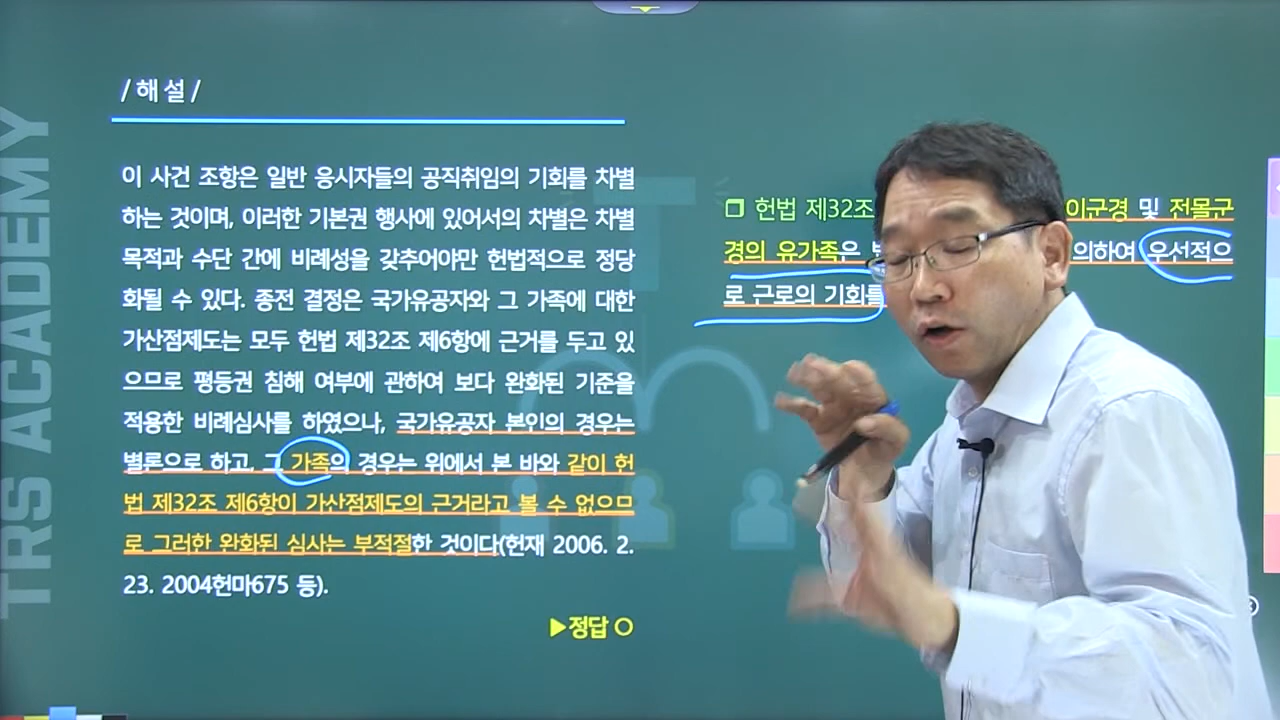 / 해 설 /
이 사건 조항은 일반 응시자들의 공직취임의 기회를 차별
하는 것이며, 이러한 기본권 행사에 있어서의 차별은 차별
목적과 수단 간에 비례성을 갖추어야만 헌법적으로 정당
화될 수 있다. 종전 결정은 국가유공자와 그 가족에 대한
가산점제도는 모두 헌법 제32조 제6항에 근거를 두고 있
으므로 평등권 침해 여부에 관하여 보다 완화된 기준을
적용한 비례심사를 하였으나, 국가유공자 본인의 경우는
별론으로 하고, 그 가족의 경우는 위에서 본 바와 같이 헌
법 제32조 제6항이 가산점제도의 근거라고 볼 수 없으므
로 그러한 완화된 심사는 부적절한 것이다(헌재 2006. 2.
23. 2004헌마675 등).
▶정답 ○
❒ 헌법 제32조 이군경 및 전몰군
경의 유가족은 의하여 우선적으
로 근로의 기회를
TRS ACADEMY